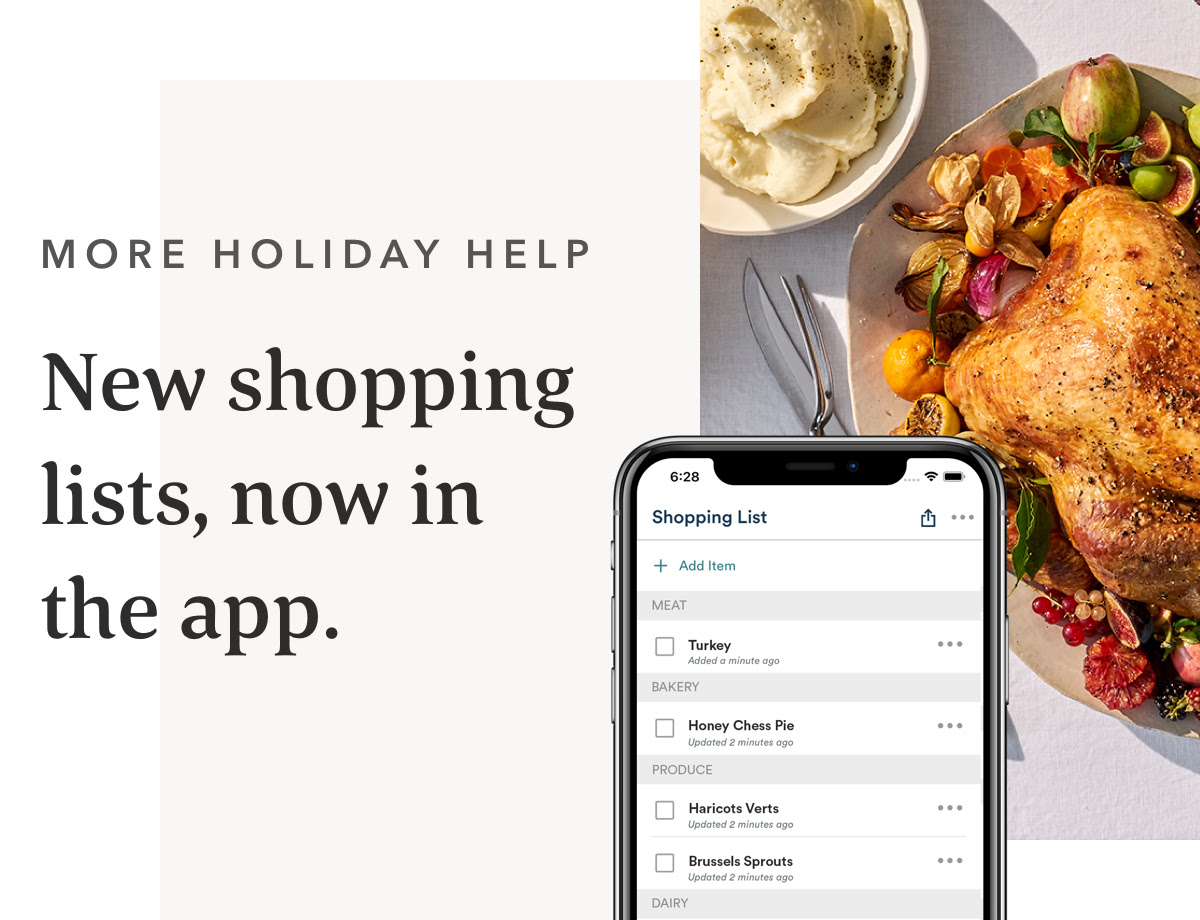 MORE HOLIDAY HELP
New shopping
lists, now in
the app.
6:28
Shopping List
+ Add Item
MEAT
Turkey
Added a minute ago
BAKERY
Honey Chess Pie
Updated 2 minutes ago
PRODUCE
Haricots Verts
Updated 2 minutes ago
Brussels Sprouts
Updated 2 minutes ago
DAIRY